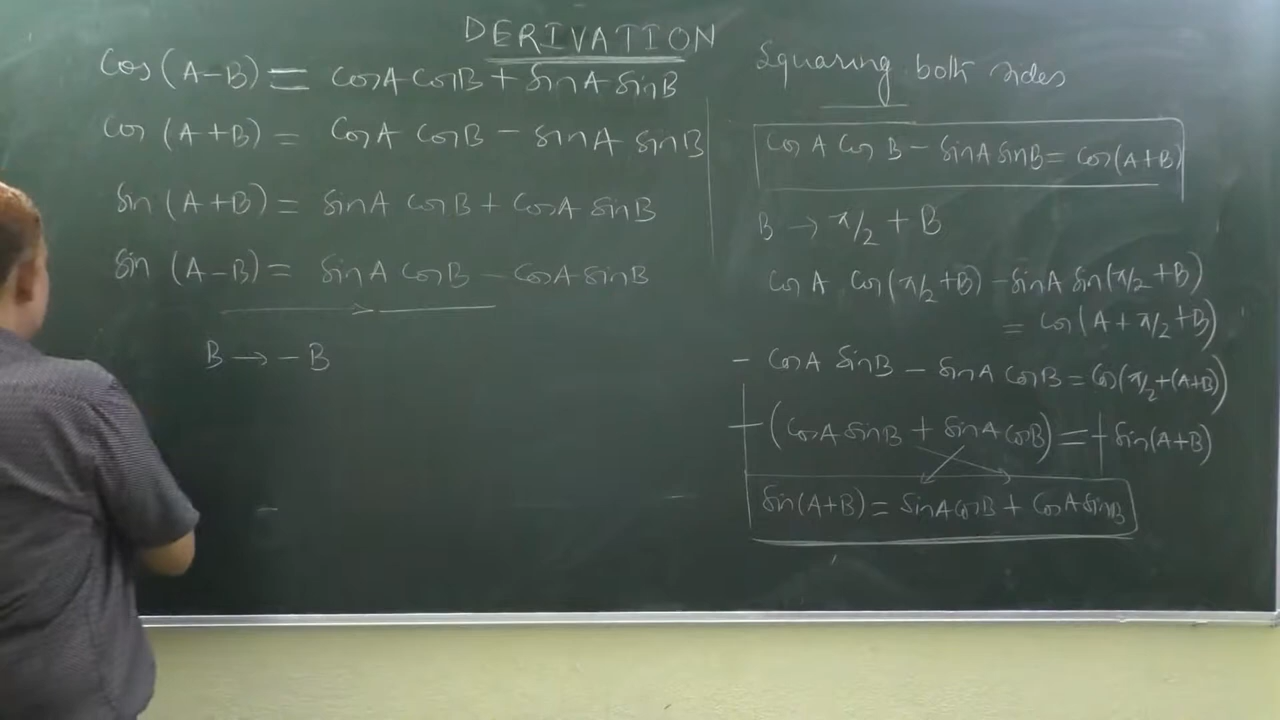 DERIVATION
Cos (A-B) = CosA CosB + SinA SinB
Cos (A+B) = CosA CosB - SinA SinB
Sin (A+B) = SinA CosB + CosA SinB
Sin (A-B) = SinA CosB - CosA SinB
B → - B
Squaring both sides
Cos A Cos B - SinA SinB = Cos(A+B)
B → π/2 + B
Cos A Cos(π/2 + B) - SinA Sin(π/2 + B)
= Cos(A + π/2 + B)
- CosA SinB - SinA CosB = Cos(π/2 + (A+B))
- (CosA SinB + SinA CosB) = - Sin(A+B)
Sin(A+B) = SinA CosB + CosA SinB